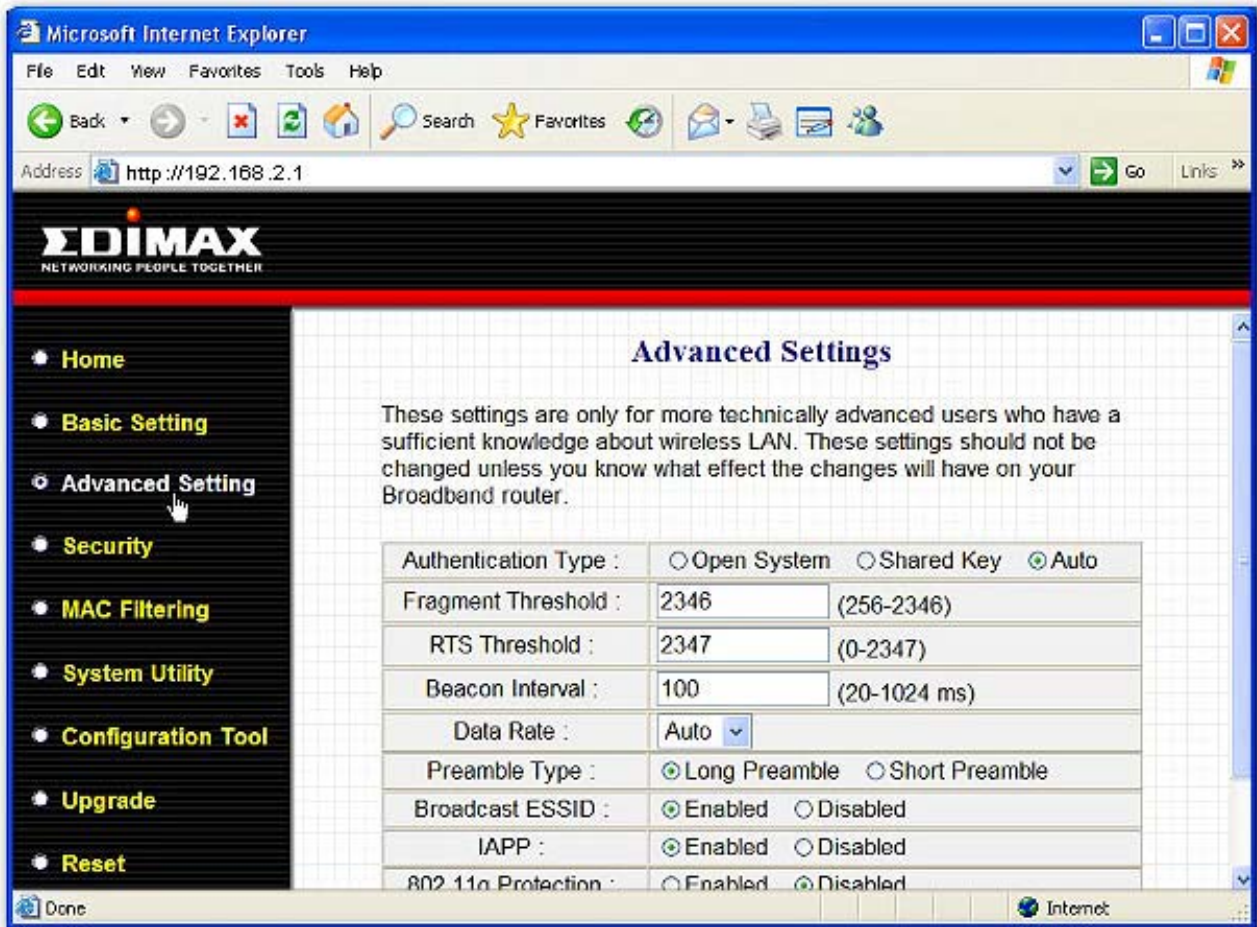 Microsoft Internet Explorer
File Edit View Favorites Tools Help
Back Search Favorites
Address http://192.168.2.1 Go Links »
EDIMAX
NETWORKING PEOPLE TOGETHER
Home
Basic Setting
Advanced Setting
Security
MAC Filtering
System Utility
Configuration Tool
Upgrade
Reset
Advanced Settings
These settings are only for more technically advanced users who have a
sufficient knowledge about wireless LAN. These settings should not be
changed unless you know what effect the changes will have on your
Broadband router.
Authentication Type : Open System Shared Key Auto
Fragment Threshold : 2346 (256-2346)
RTS Threshold : 2347 (0-2347)
Beacon Interval : 100 (20-1024 ms)
Data Rate : Auto
Preamble Type : Long Preamble Short Preamble
Broadcast ESSID : Enabled Disabled
IAPP : Enabled Disabled
802.11g Protection : Enabled Disabled
Done Internet